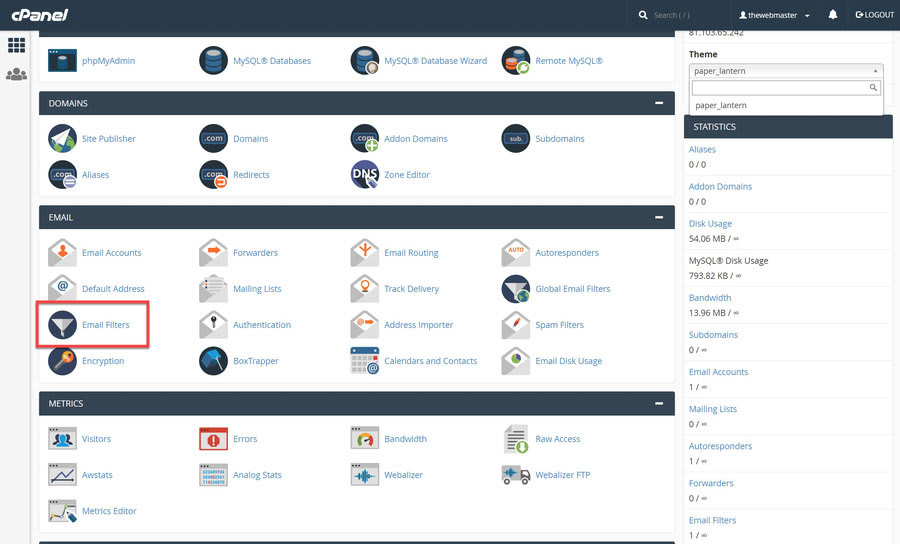 cPanel
Search ( / )
thewebmaster
LOGOUT
phpMyAdmin
MySQL® Databases
MySQL® Database Wizard
Remote MySQL®
DOMAINS
Site Publisher
.com
Domains
.com
Addon Domains
sub.
Subdomains
.com
Aliases
.com
Redirects
DNS
Zone Editor
EMAIL
Email Accounts
Forwarders
Email Routing
AUTO
Autoresponders
@
Default Address
Mailing Lists
Track Delivery
Global Email Filters
Email Filters
Authentication
@
Address Importer
Spam Filters
Encryption
BoxTrapper
@
Calendars and Contacts
Email Disk Usage
METRICS
Visitors
Errors
Bandwidth
Raw Access
Awstats
Analog Stats
Webalizer
Webalizer FTP
Metrics Editor
81.103.65.242
Theme
paper_lantern
paper_lantern
STATISTICS
Aliases
0 / 0
Addon Domains
0 / 0
Disk Usage
54.06 MB / ∞
MySQL® Disk Usage
793.82 KB / ∞
Bandwidth
13.96 MB / ∞
Subdomains
0 / ∞
Email Accounts
1 / ∞
Mailing Lists
0 / ∞
Autoresponders
1 / ∞
Forwarders
0 / ∞
Email Filters
1 / ∞